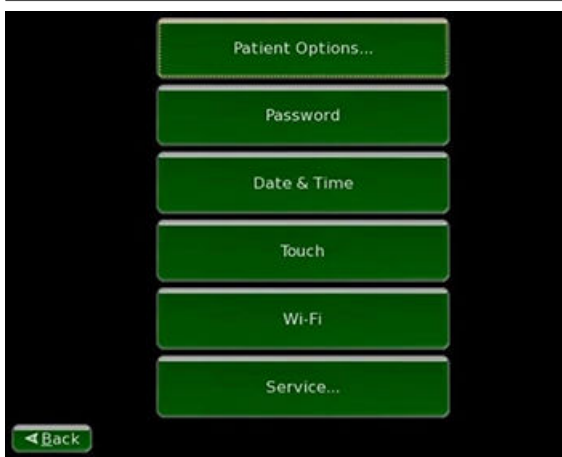 Patient Options...
Password
Date & Time
Touch
Wi-Fi
Service...
Back